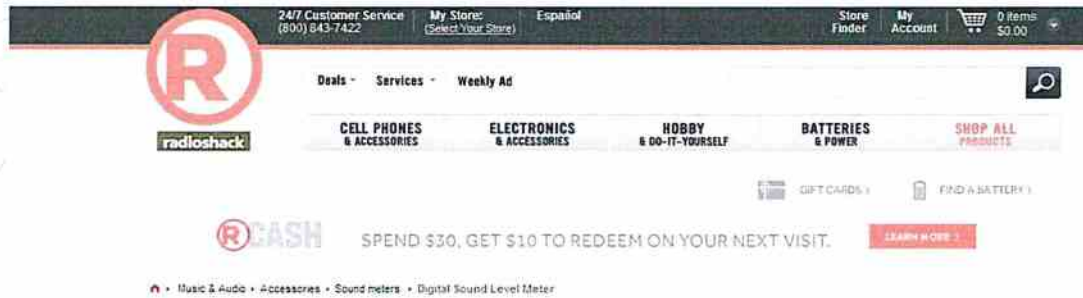 24/7 Customer Service My Store: Español Store My 0 items
(800) 843-7422 (Select Your Store) Finder Account $0.00
R
Deals Services Weekly Ad
radioshack
CELL PHONES ELECTRONICS HOBBY BATTERIES SHOP ALL
& ACCESSORIES & ACCESSORIES & DO-IT-YOURSELF & POWER PRODUCTS
GIFT CARDS > FIND A BATTERY >
R CASH SPEND $30, GET $10 TO REDEEM ON YOUR NEXT VISIT. LEARN MORE >
• Music & Audio • Accessories • Sound meters • Digital Sound Level Meter